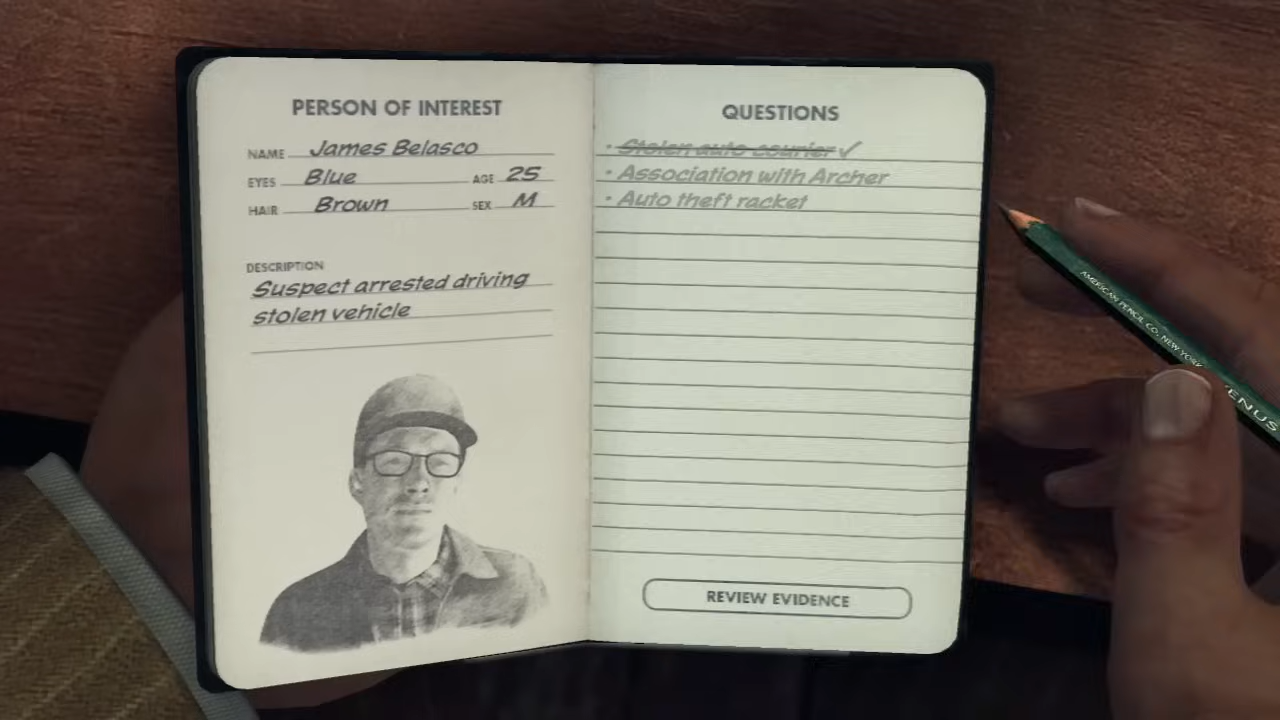 PERSON OF INTEREST
NAME James Belasco
EYES Blue AGE 25
HAIR Brown SEX M
DESCRIPTION
Suspect arrested driving
stolen vehicle
QUESTIONS
• Stolen auto courier ✓
• Association with Archer
• Auto theft racket
REVIEW EVIDENCE
AMERICAN PENCIL CO. NEW YORK
VENUS